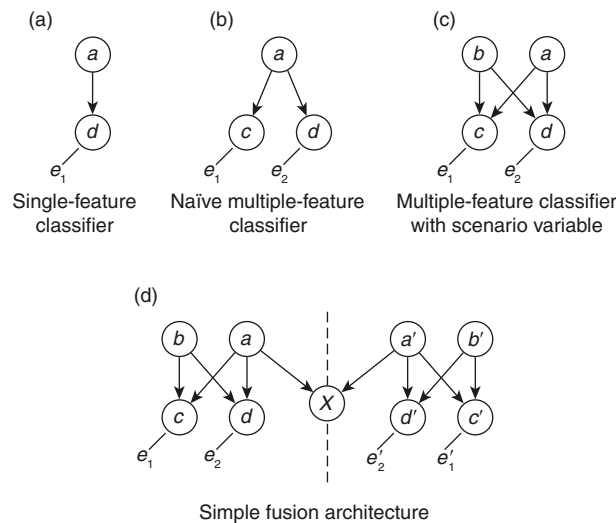 (a)
(b)
(c)
a
a
b
a
d
c
d
c
d
e1
e1
e2
e1
e2
Single-feature
classifier
Naïve multiple-feature
classifier
Multiple-feature classifier
with scenario variable
(d)
b
a
a′
b′
c
d
X
d′
c′
e1
e2
e′2
e′1
Simple fusion architecture